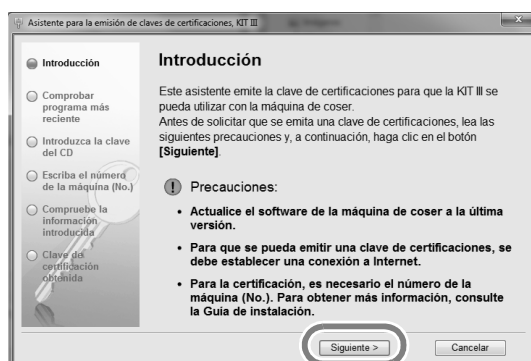 Asistente para la emisión de claves de certificaciones, KIT III
Introducción
Comprobar
programa más
reciente
Introduzca la clave
del CD
Escriba el número
de la máquina (No.)
Compruebe la
información
introducida
Clave de
certificación
obtenida
Introducción
Este asistente emite la clave de certificaciones para que la KIT III se
pueda utilizar con la máquina de coser.
Antes de solicitar que se emita una clave de certificaciones, lea las
siguientes precauciones y, a continuación, haga clic en el botón
[Siguiente].
Precauciones:
• Actualice el software de la máquina de coser a la última
versión.
• Para que se pueda emitir una clave de certificaciones, se
debe establecer una conexión a Internet.
• Para la certificación, es necesario el número de la
máquina (No.). Para obtener más información, consulte
la Guía de instalación.
Siguiente >
Cancelar